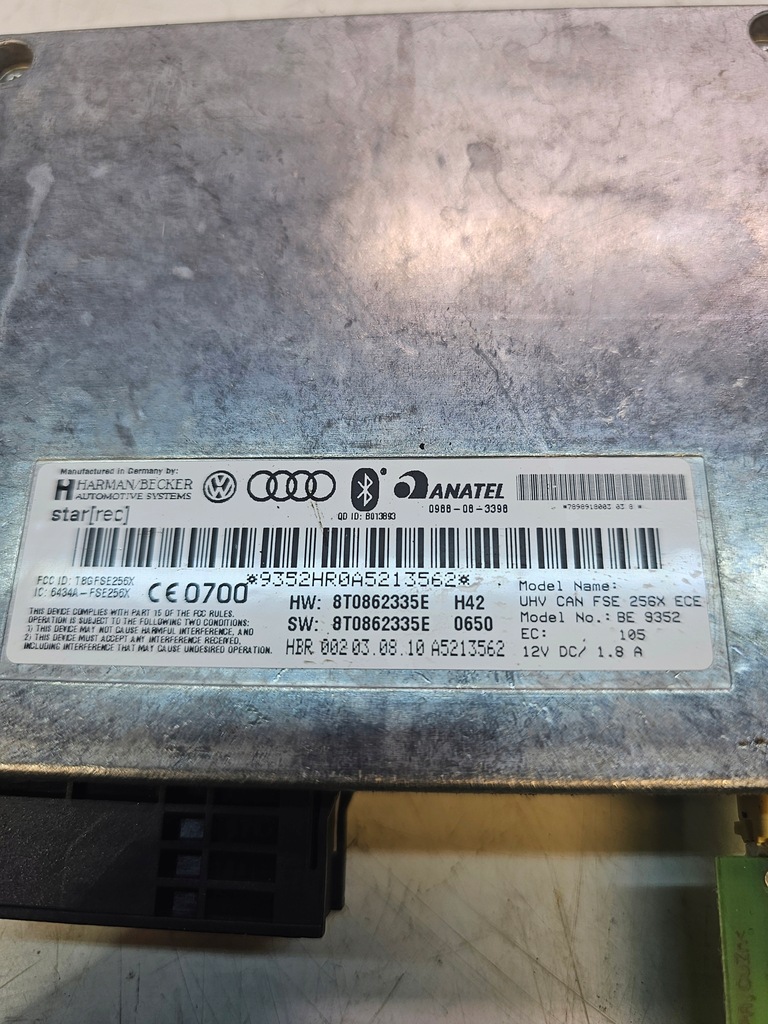 Manufactured in Germany by:
HARMAN/BECKER
AUTOMOTIVE SYSTEMS
star[rec]
QD ID: B013893
ANATEL
0988-08-3398
*7898918003 03 8 *
*9352HR0A5213562*
FCC ID: T8GFSE256X
IC: 6434A-FSE256X
CE 0700
THIS DEVICE COMPLIES WITH PART 15 OF THE FCC RULES.
OPERATION IS SUBJECT TO THE FOLLOWING TWO CONDITIONS:
1) THIS DEVICE MAY NOT CAUSE HARMFUL INTERFERENCE, AND
2) THIS DEVICE MUST ACCEPT ANY INTERFERENCE RECEIVED,
INCLUDING INTERFERENCE THAT MAY CAUSE UNDESIRED OPERATION.
HW: 8T0862335E H42
SW: 8T0862335E 0650
HBR 002 03.08.10 A5213562
Model Name:
UHV CAN FSE 256X ECE
Model No.: BE 9352
EC: 105
12V DC/ 1.8 A